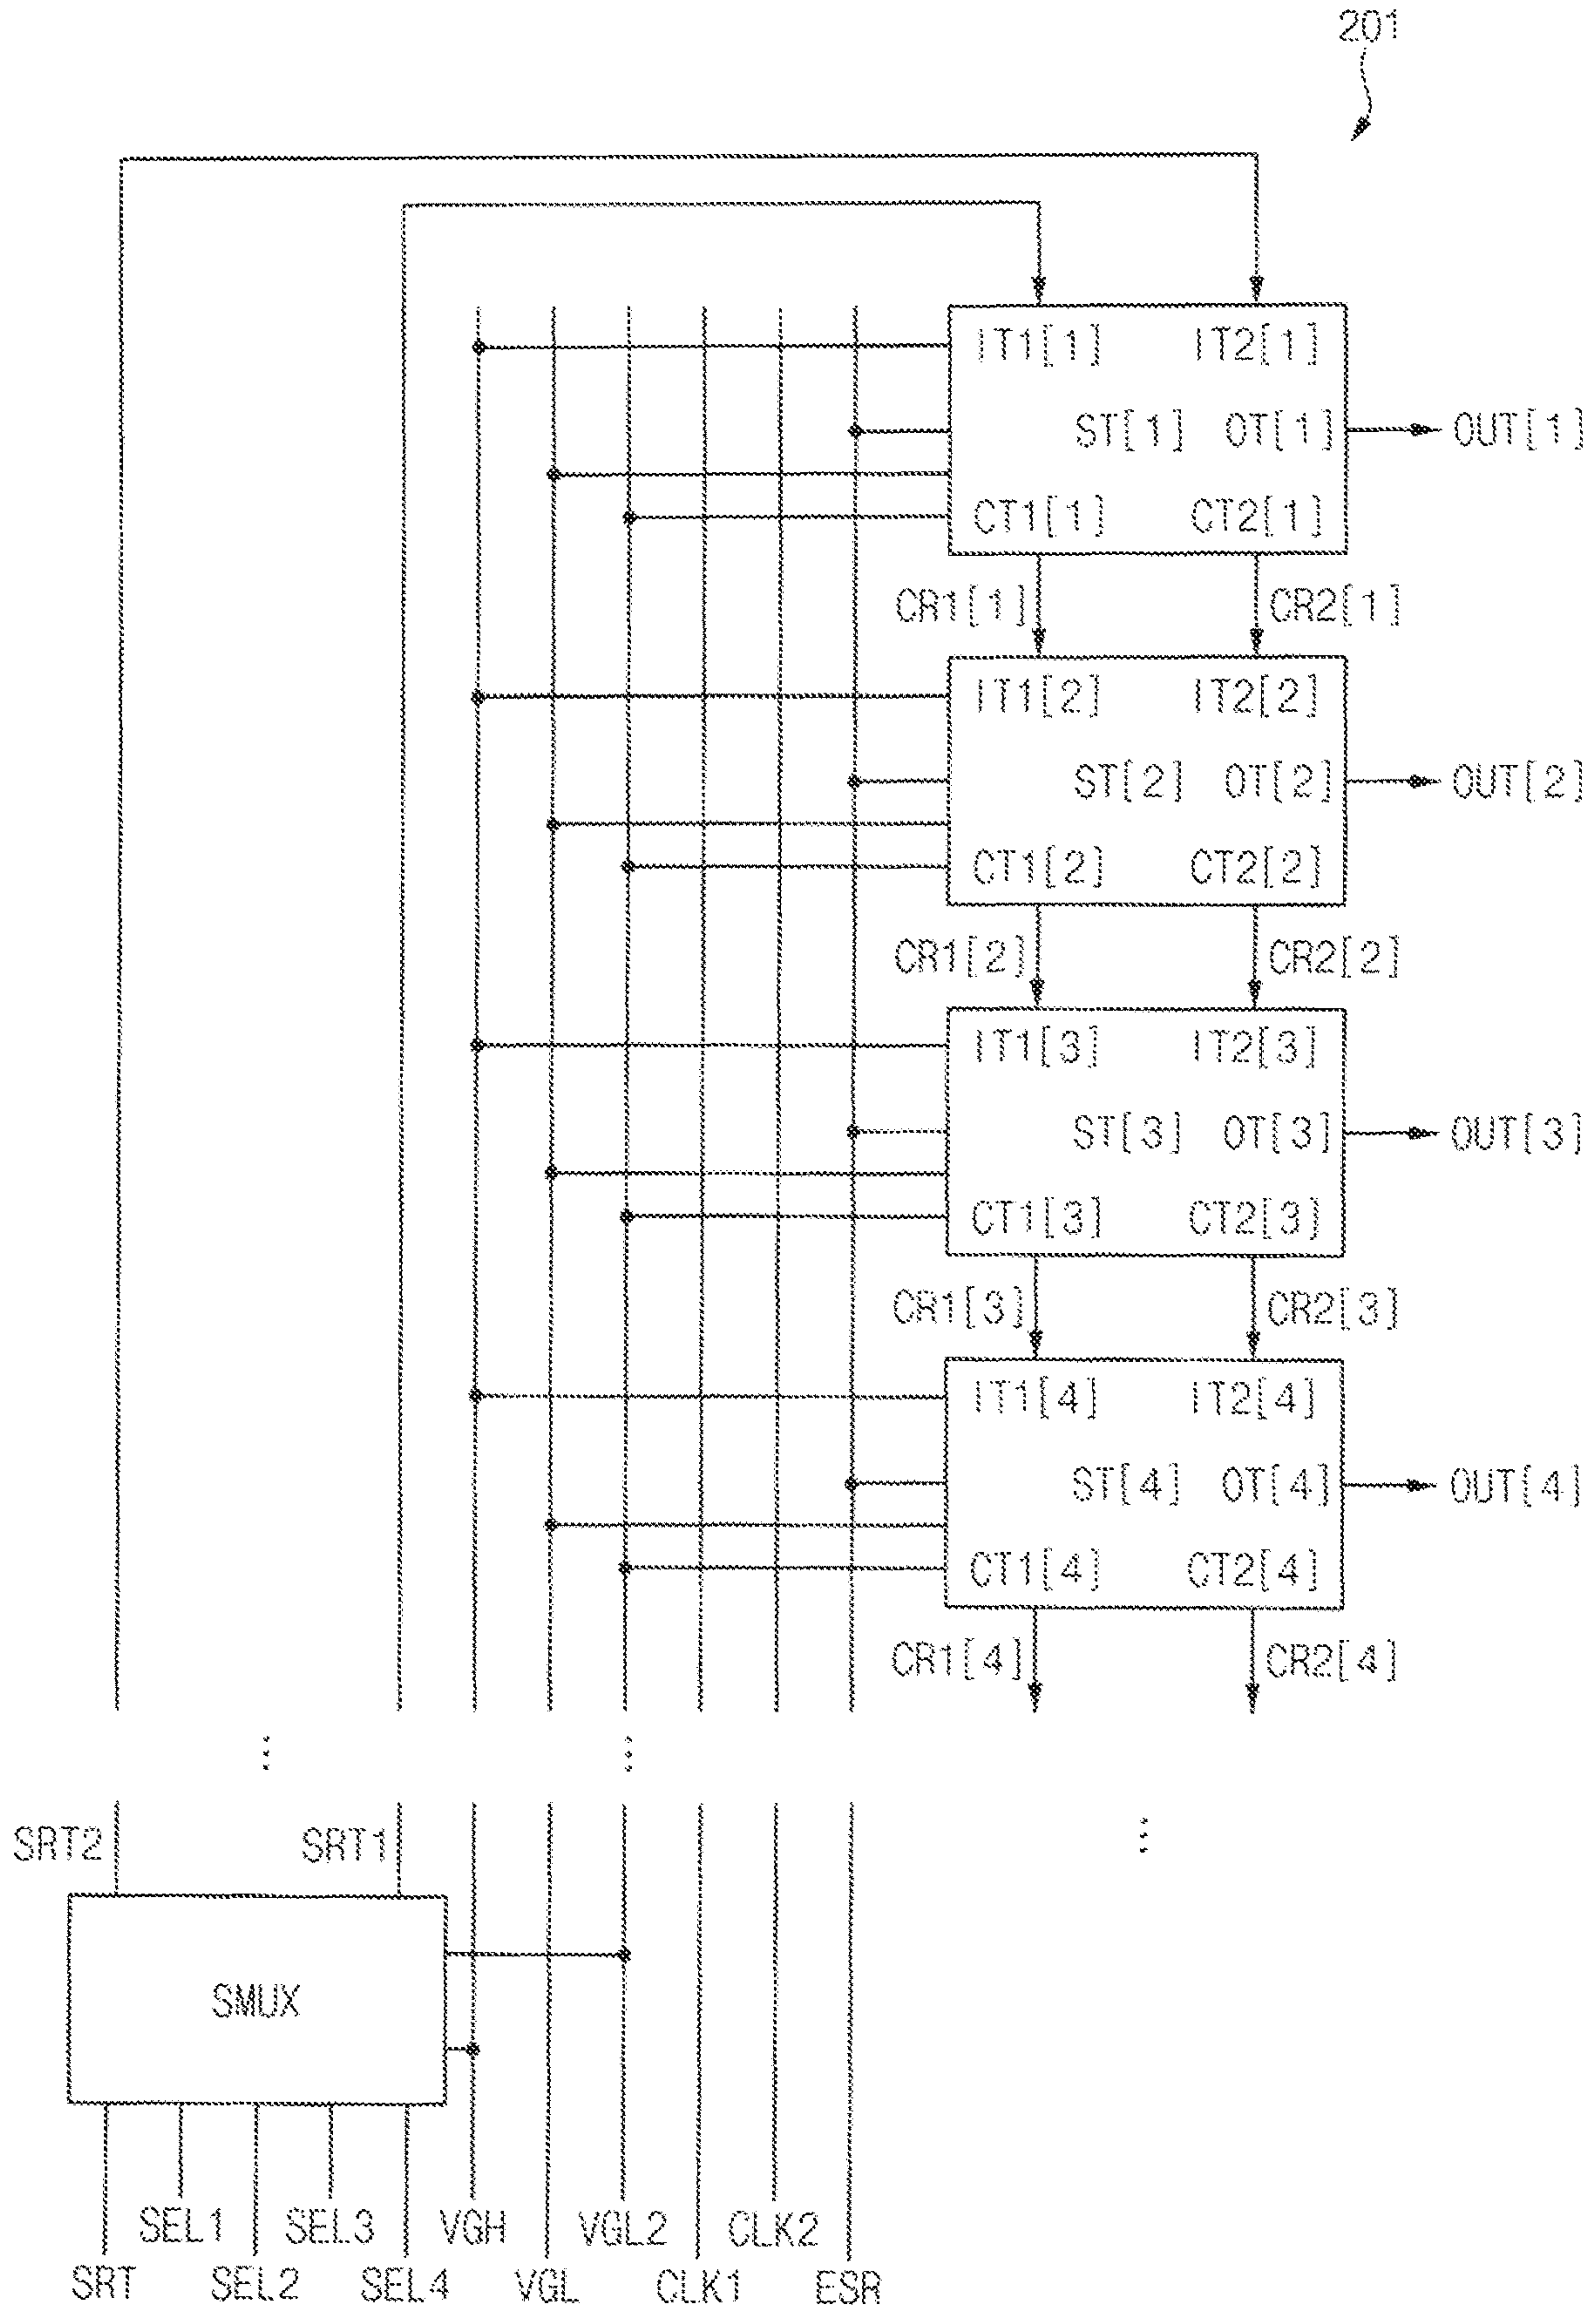 201
IT1[1] IT2[1]
ST[1] OT[1] OUT[1]
CT1[1] CT2[1]
CR1[1] CR2[1]
IT1[2] IT2[2]
ST[2] OT[2] OUT[2]
CT1[2] CT2[2]
CR1[2] CR2[2]
IT1[3] IT2[3]
ST[3] OT[3] OUT[3]
CT1[3] CT2[3]
CR1[3] CR2[3]
IT1[4] IT2[4]
ST[4] OT[4] OUT[4]
CT1[4] CT2[4]
CR1[4] CR2[4]
SRT2 SRT1
SMUX
SEL1 SEL3 VGH VGL2 CLK2
SRT SEL2 SEL4 VGL CLK1 ESR